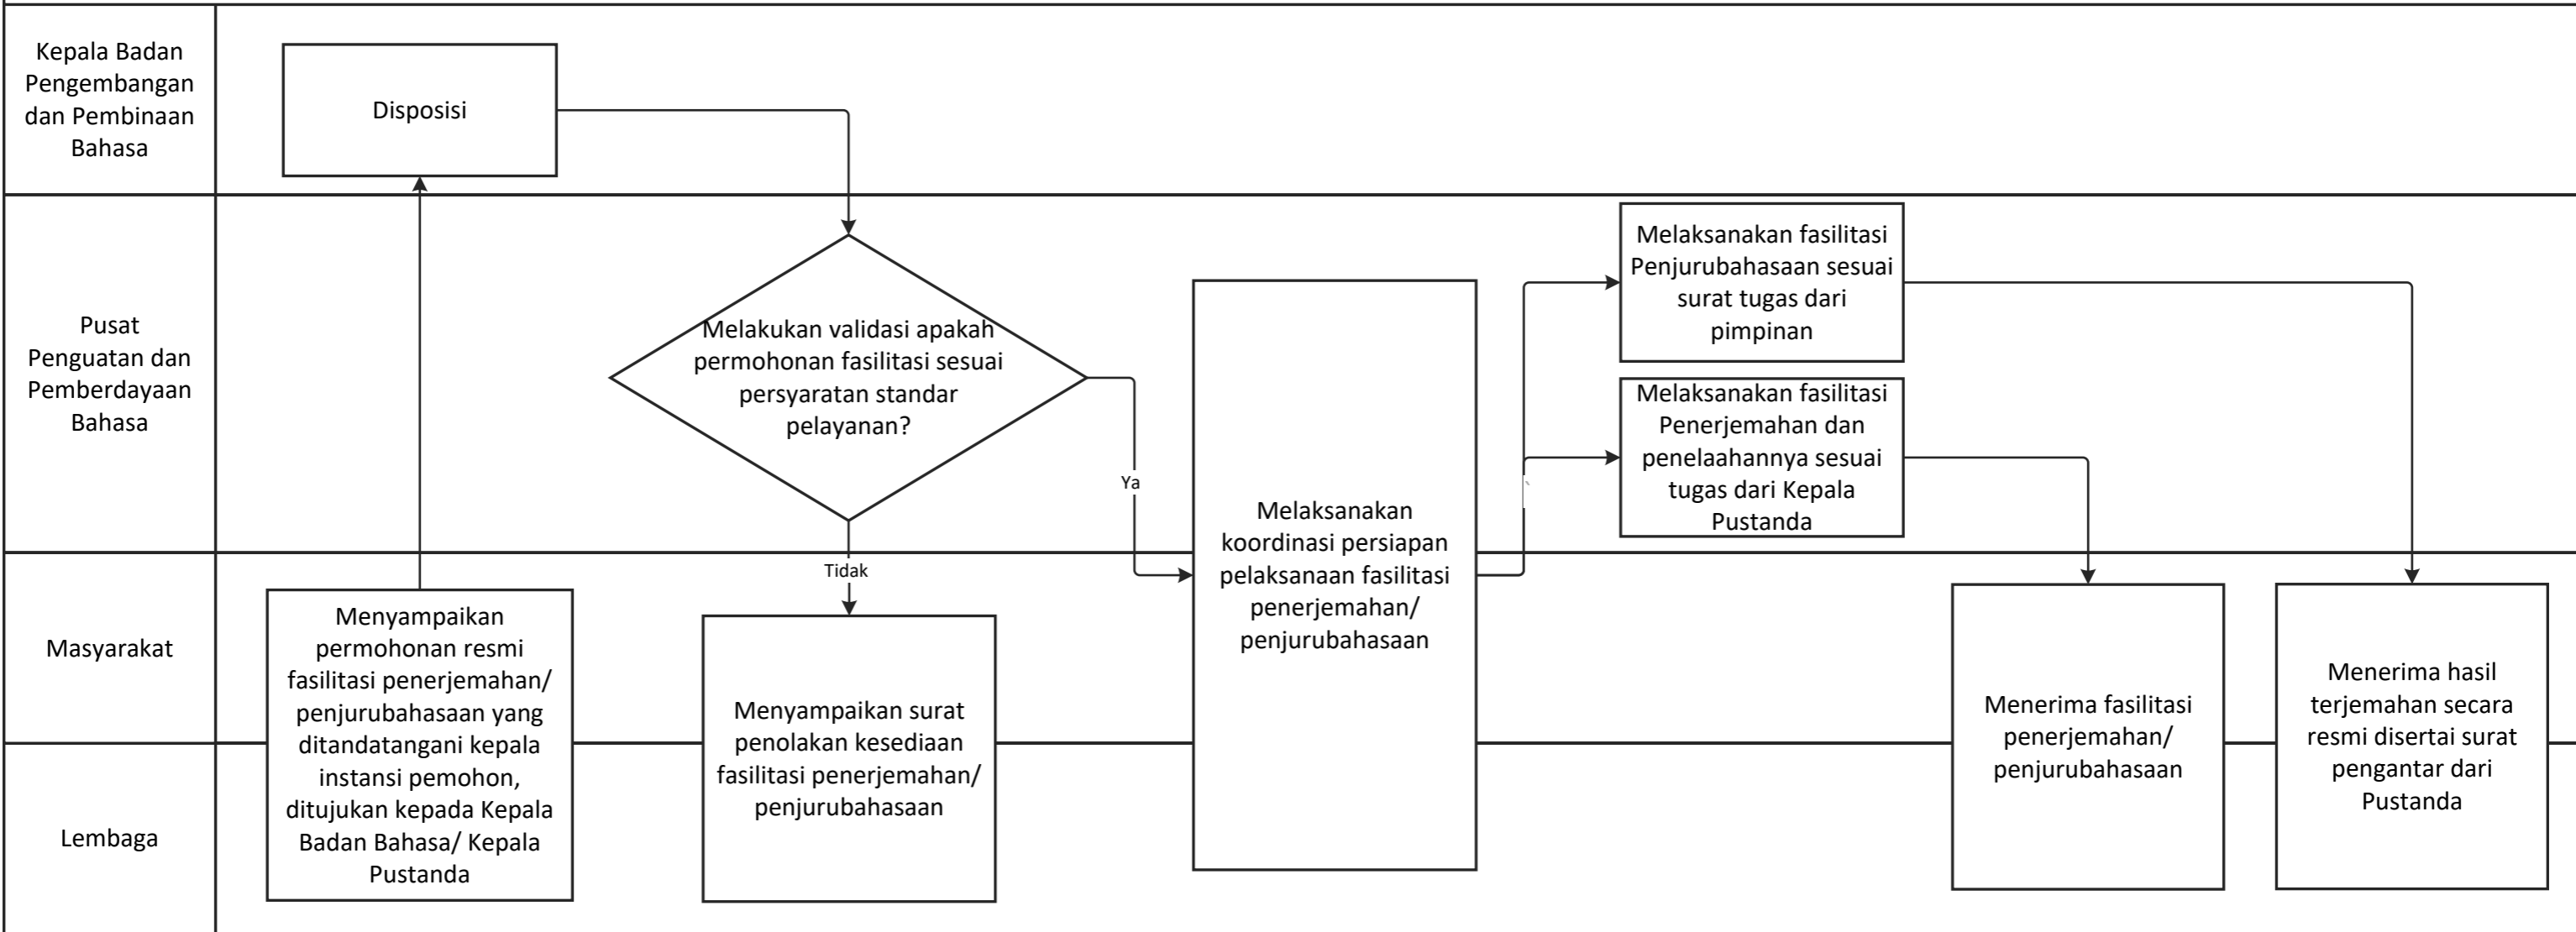 Kepala Badan
Pengembangan
dan Pembinaan
Bahasa
Disposisi
Pusat
Penguatan dan
Pemberdayaan
Bahasa
Melakukan validasi apakah
permohonan fasilitasi sesuai
persyaratan standar
pelayanan?
Ya
Tidak
Melaksanakan
koordinasi persiapan
pelaksanaan fasilitasi
penerjemahan/
penjurubahasaan
Melaksanakan fasilitasi
Penjurubahasaan sesuai
surat tugas dari
pimpinan
Melaksanakan fasilitasi
Penerjemahan dan
penelaahannya sesuai
tugas dari Kepala
Pustanda
Masyarakat
Lembaga
Menyampaikan
permohonan resmi
fasilitasi penerjemahan/
penjurubahasaan yang
ditandatangani kepala
instansi pemohon,
ditujukan kepada Kepala
Badan Bahasa/ Kepala
Pustanda
Menyampaikan surat
penolakan kesediaan
fasilitasi penerjemahan/
penjurubahasaan
Menerima fasilitasi
penerjemahan/
penjurubahasaan
Menerima hasil
terjemahan secara
resmi disertai surat
pengantar dari
Pustanda